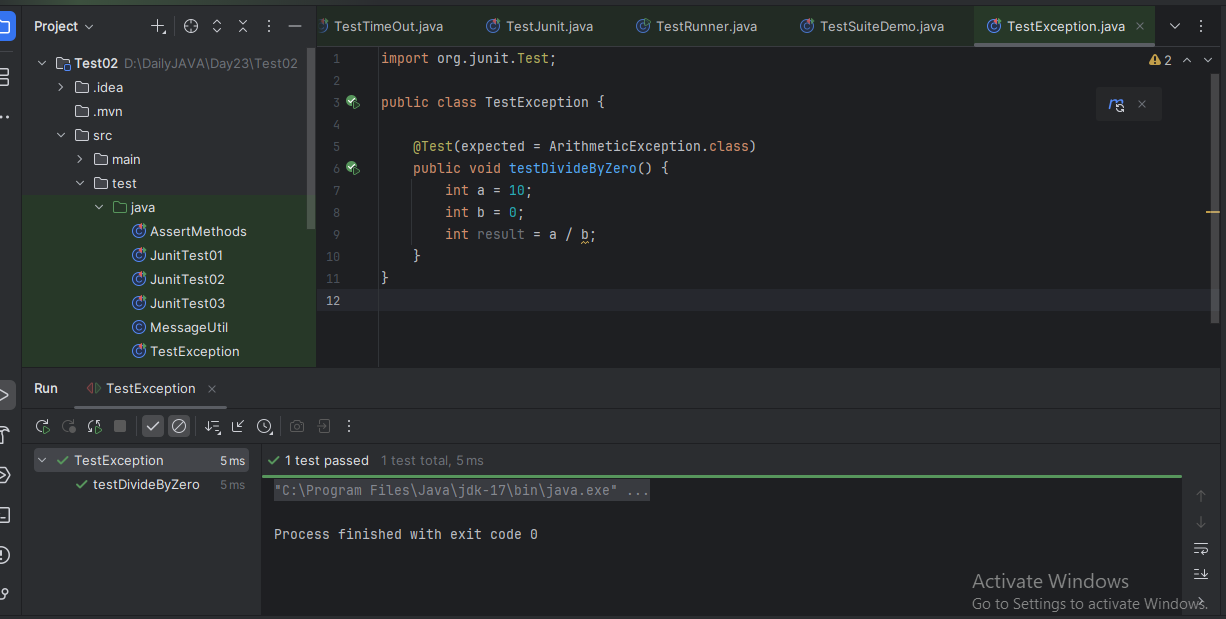 Project
TestTimeOut.java
TestJunit.java
TestRunner.java
TestSuiteDemo.java
TestException.java
Test02 D:\DailyJAVA\Day23\Test02
.idea
.mvn
src
main
test
java
AssertMethods
JunitTest01
JunitTest02
JunitTest03
MessageUtil
TestException
2
1 import org.junit.Test;
2
3 public class TestException {
4
5 @Test(expected = ArithmeticException.class)
6 public void testDivideByZero() {
7 int a = 10;
8 int b = 0;
9 int result = a / b;
10 }
11 }
12
Run TestException
TestException 5 ms
testDivideByZero 5 ms
1 test passed 1 test total, 5 ms
"C:\Program Files\Java\jdk-17\bin\java.exe" ...
Process finished with exit code 0
Activate Windows
Go to Settings to activate Windows.